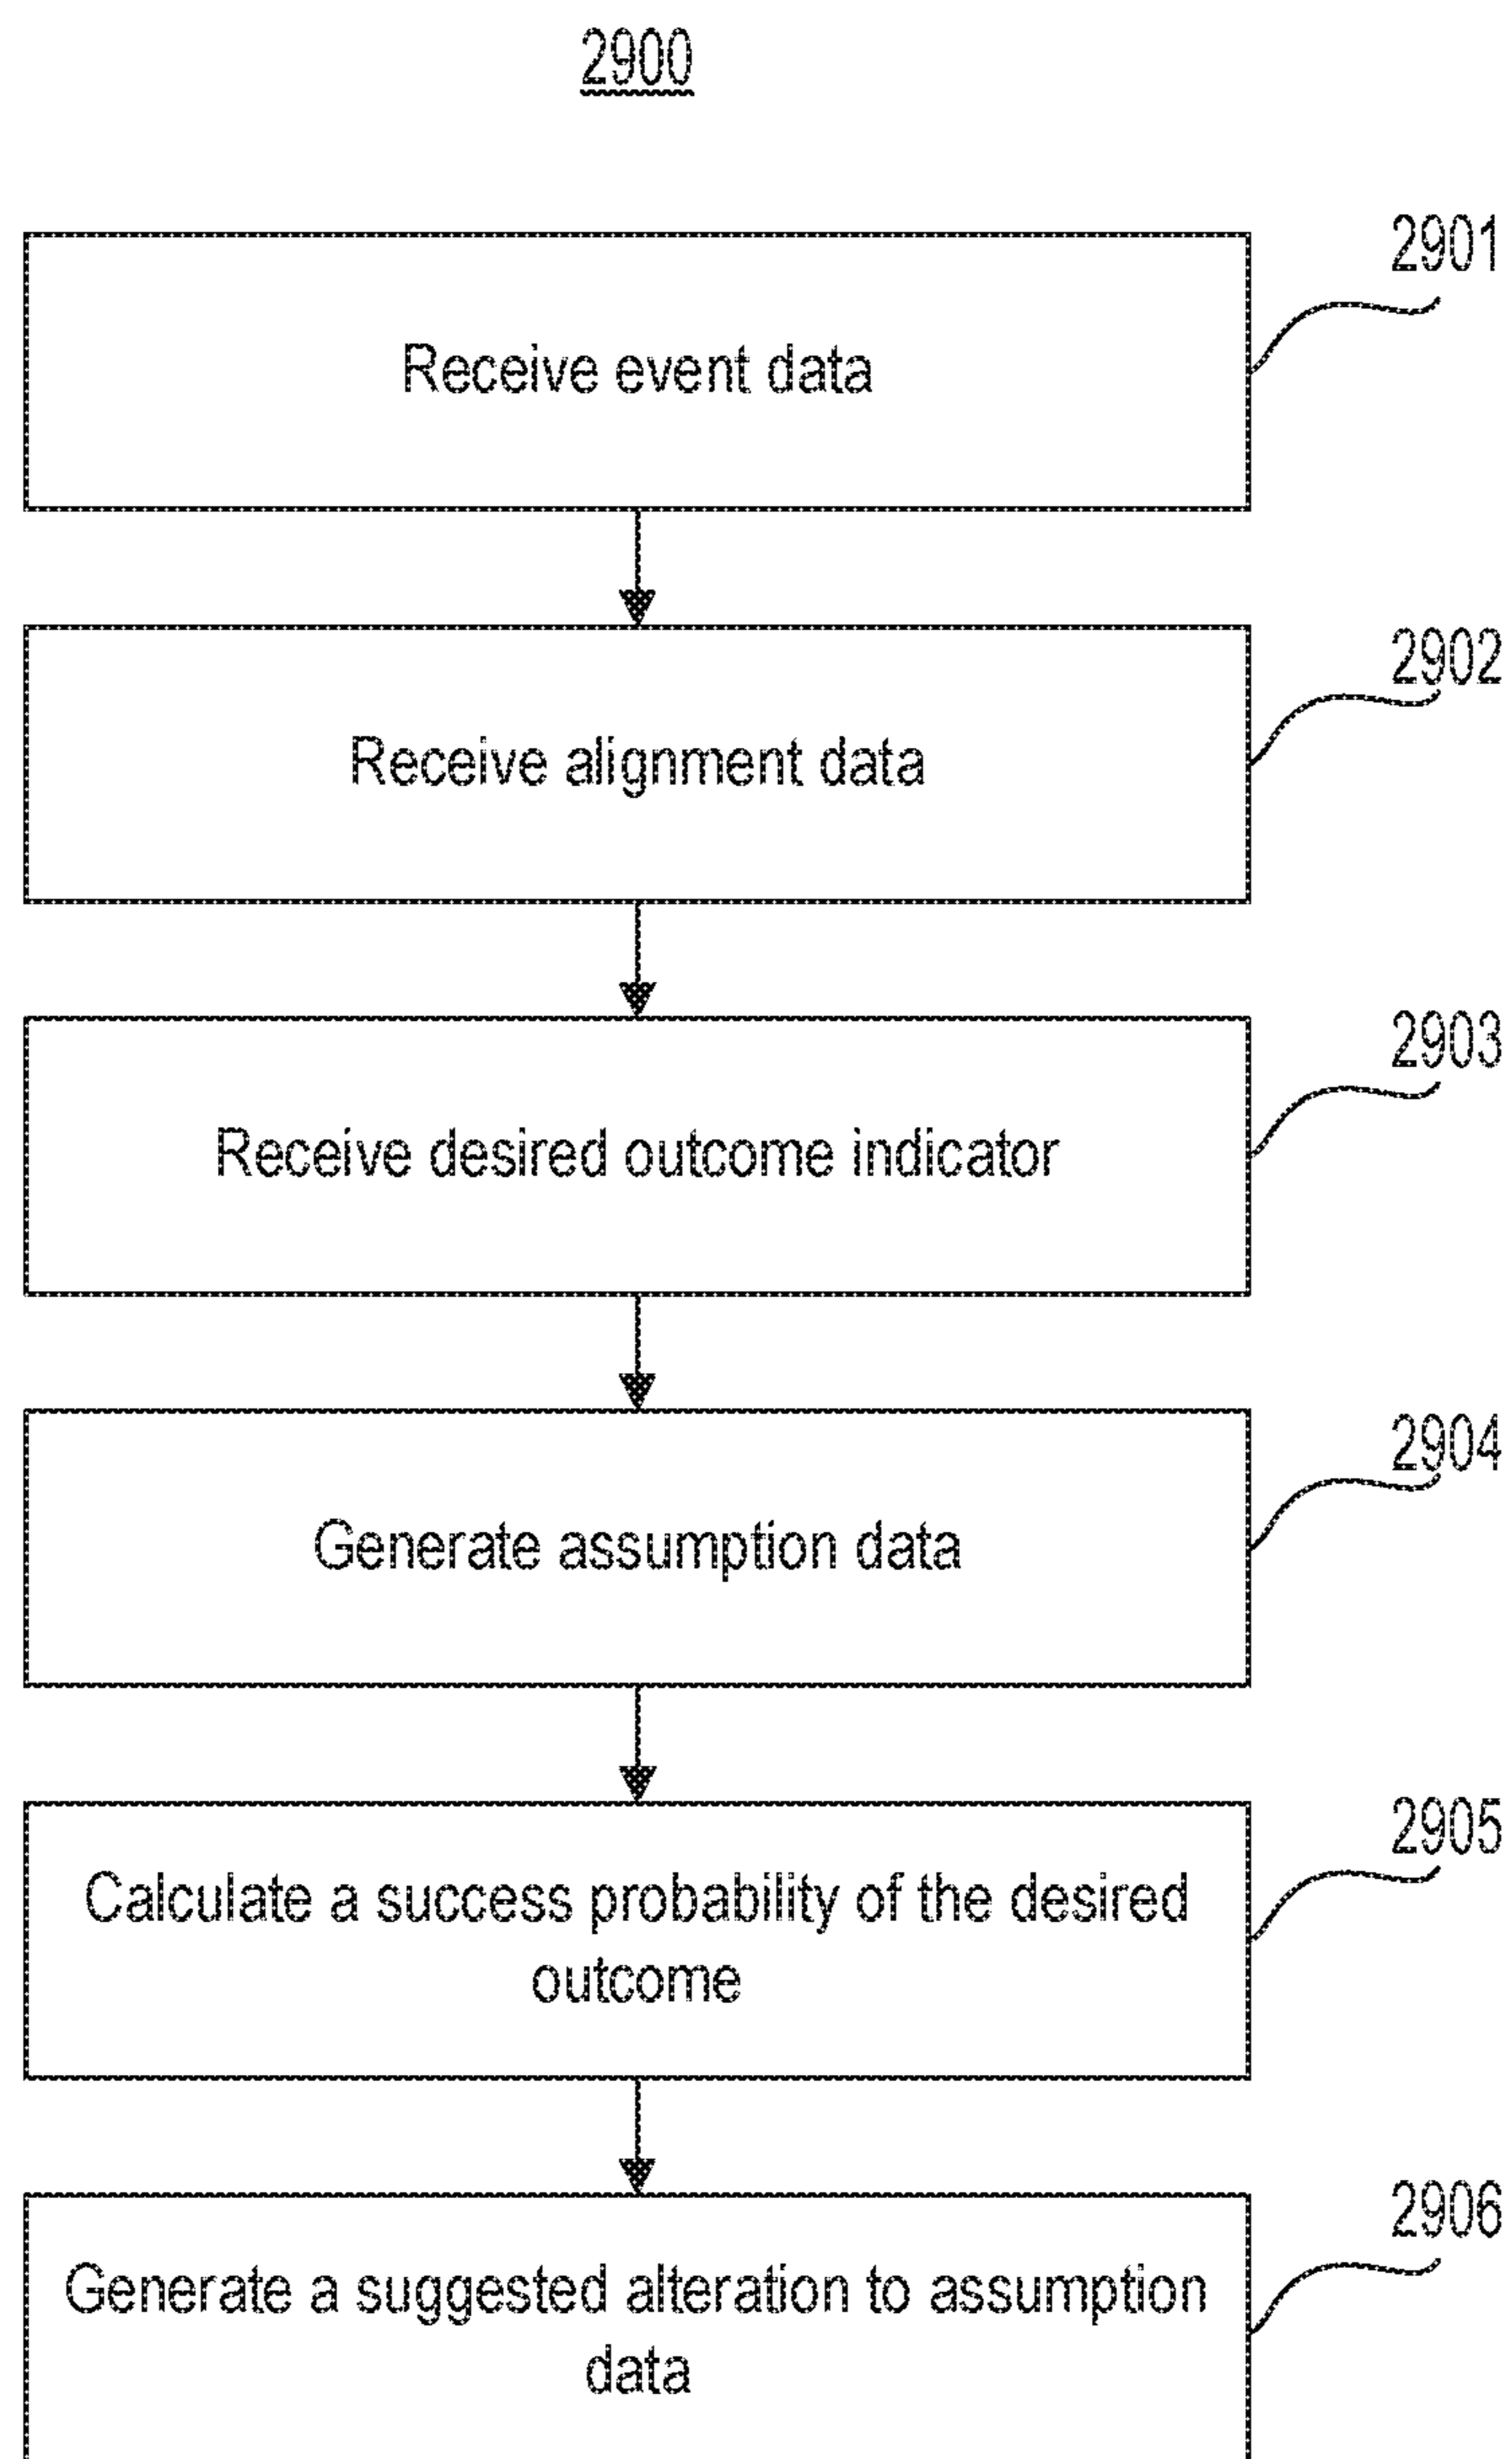 2900
2901
Receive event data
2902
Receive alignment data
2903
Receive desired outcome indicator
2904
Generate assumption data
2905
Calculate a success probability of the desired
outcome
2906
Generate a suggested alteration to assumption
data